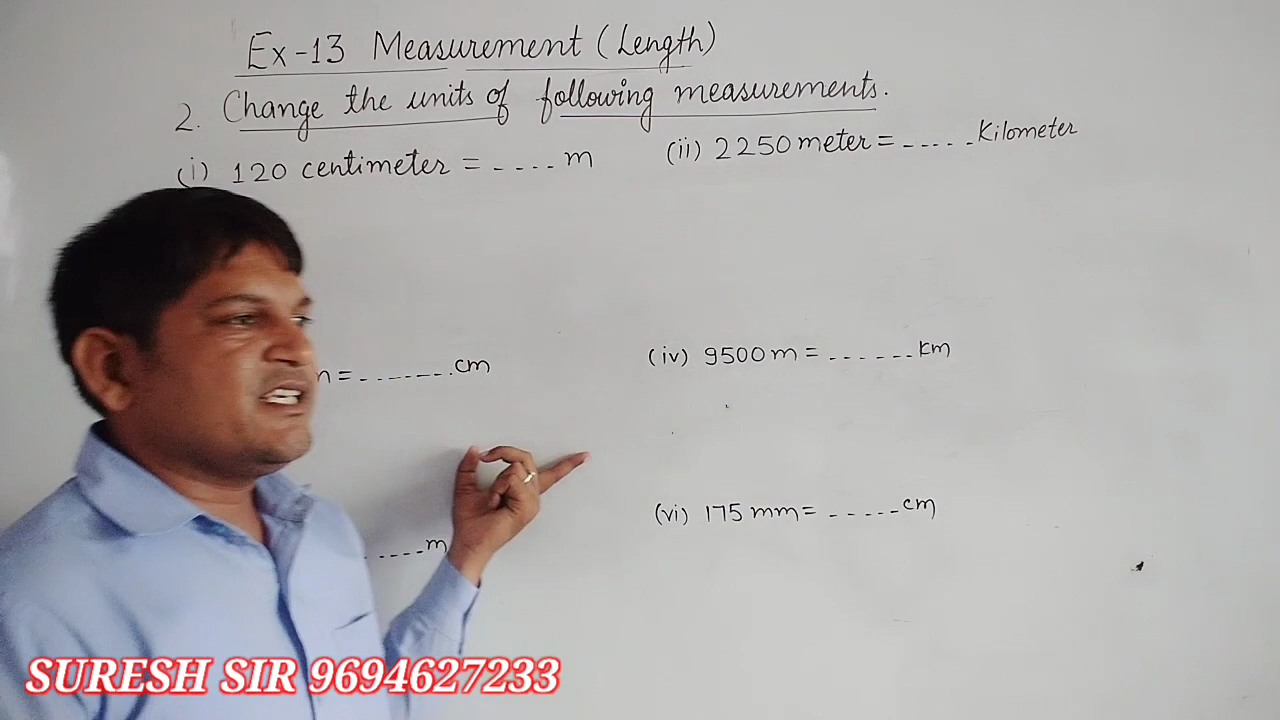 Ex-13 Measurement (Length)
2. Change the units of following measurements.
(i) 120 centimeter = ---- m (ii) 2250 meter = ----- Kilometer
= ------- cm (iv) 9500 m = ------ km
---- m (vi) 175 mm = ----- cm
SURESH SIR 9694627233